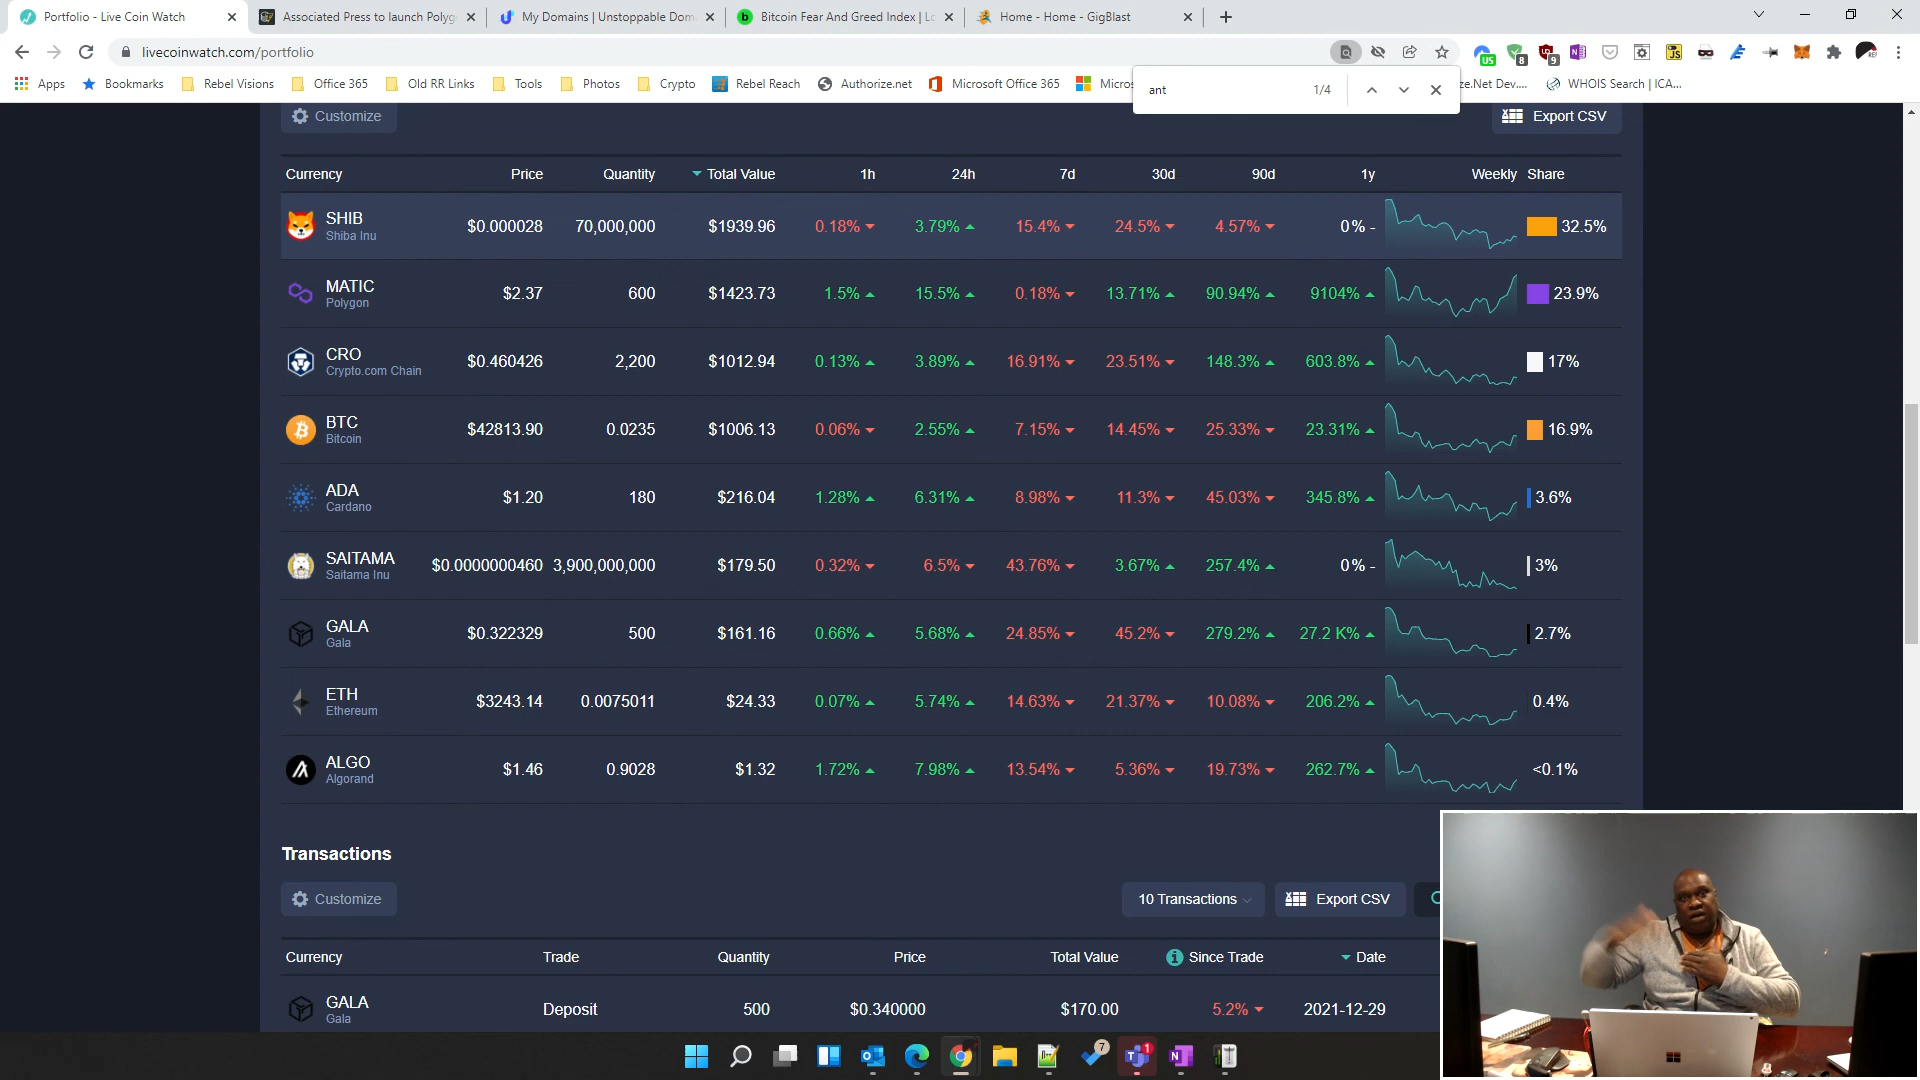 Portfolio - Live Coin Watch
Associated Press to launch Polyg
My Domains | Unstoppable Dom
Bitcoin Fear And Greed Index | Lo
Home - Home - GigBlast
livecoinwatch.com/portfolio
US
8
9
Apps
Bookmarks
Rebel Visions
Office 365
Old RR Links
Tools
Photos
Crypto
Rebel Reach
Authorize.net
Microsoft Office 365
Micros
ze.Net Dev....
WHOIS Search | ICA...
ant 1/4
Customize
Export CSV
Currency Price Quantity Total Value 1h 24h 7d 30d 90d 1y Weekly Share
SHIB $0.000028 70,000,000 $1939.96 0.18% 3.79% 15.4% 24.5% 4.57% 0% - 32.5%
Shiba Inu
MATIC $2.37 600 $1423.73 1.5% 15.5% 0.18% 13.71% 90.94% 9104% 23.9%
Polygon
CRO $0.460426 2,200 $1012.94 0.13% 3.89% 16.91% 23.51% 148.3% 603.8% 17%
Crypto.com Chain
BTC $42813.90 0.0235 $1006.13 0.06% 2.55% 7.15% 14.45% 25.33% 23.31% 16.9%
Bitcoin
ADA $1.20 180 $216.04 1.28% 6.31% 8.98% 11.3% 45.03% 345.8% 3.6%
Cardano
SAITAMA $0.0000000460 3,900,000,000 $179.50 0.32% 6.5% 43.76% 3.67% 257.4% 0% - 3%
Saitama Inu
GALA $0.322329 500 $161.16 0.66% 5.68% 24.85% 45.2% 279.2% 27.2 K% 2.7%
Gala
ETH $3243.14 0.0075011 $24.33 0.07% 5.74% 14.63% 21.37% 10.08% 206.2% 0.4%
Ethereum
ALGO $1.46 0.9028 $1.32 1.72% 7.98% 13.54% 5.36% 19.73% 262.7% <0.1%
Algorand
Transactions
Customize
10 Transactions
Export CSV
Currency Trade Quantity Price Total Value Since Trade Date
GALA Deposit 500 $0.340000 $170.00 5.2% 2021-12-29
Gala
7
1